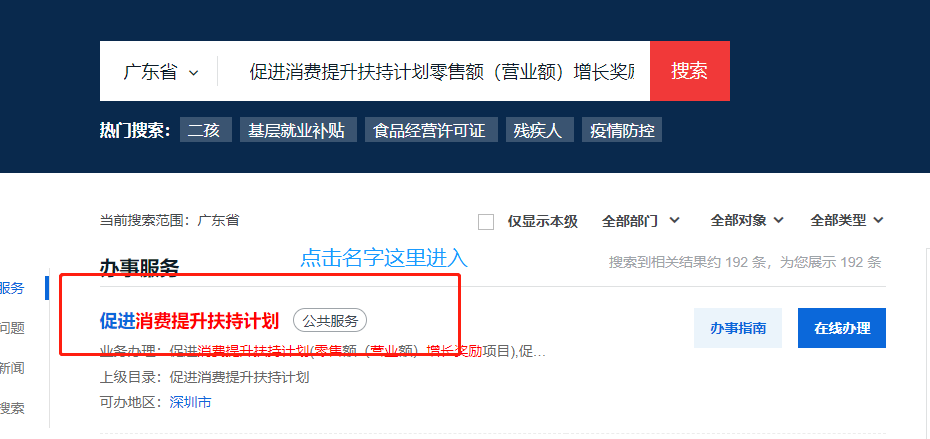 广东省 促进消费提升扶持计划零售额（营业额）增长奖励 搜索
热门搜索： 二孩 基层就业补贴 食品经营许可证 残疾人 疫情防控
当前搜索范围：广东省 仅显示本级 全部部门 全部对象 全部类型
点击名字这里进入
办事服务 搜索到相关结果约 192 条，为您展示 192 条
服务
促进消费提升扶持计划 公共服务 办事指南 在线办理
问题
业务办理：促进消费提升扶持计划(零售额（营业额）增长奖励项目),促...
新闻
上级目录：促进消费提升扶持计划
可办地区：深圳市
搜索